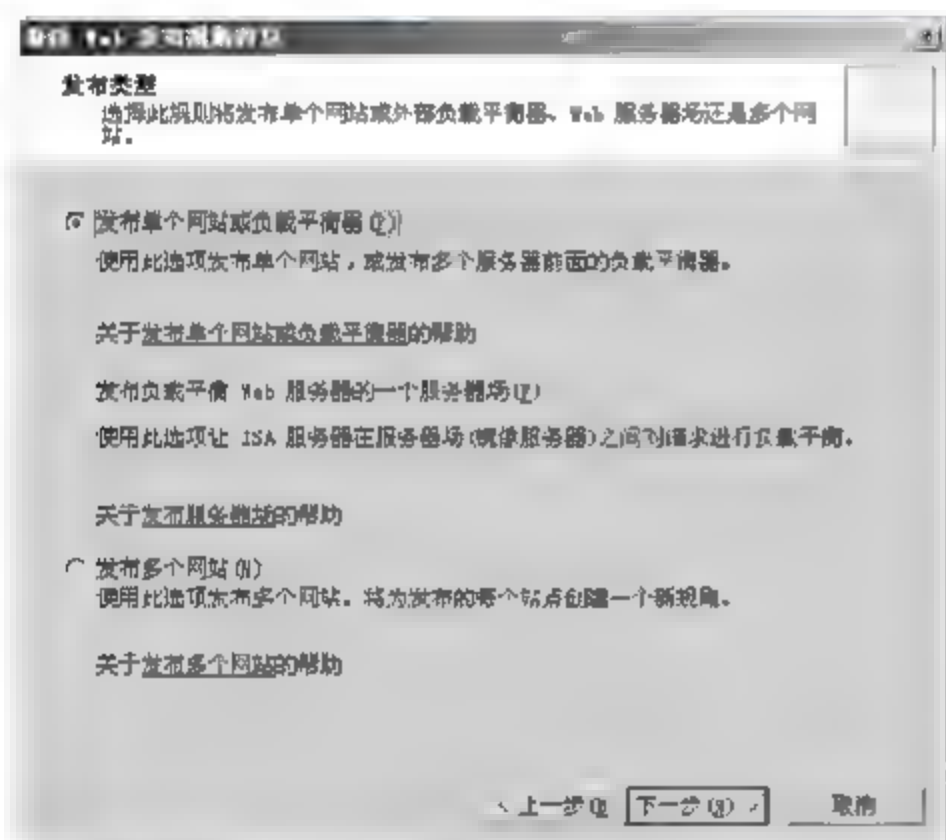 Web
发布类型
选择此规则将发布单个网站或外部负载平衡器、Web 服务器场还是多个网
站。
发布单个网站或负载平衡器(P)
使用此选项发布单个网站，或发布多个服务器前面的负载平衡器。
关于发布单个网站或负载平衡器的帮助
发布负载平衡 Web 服务器的一个服务器场(F)
使用此选项让 ISA 服务器在服务器场(镜像服务器)之间对请求进行负载平衡。
关于发布服务器场的帮助
发布多个网站(N)
使用此选项发布多个网站。将为发布的每个站点创建一个新规则。
关于发布多个网站的帮助
< 上一步
下一步(N) >
取消